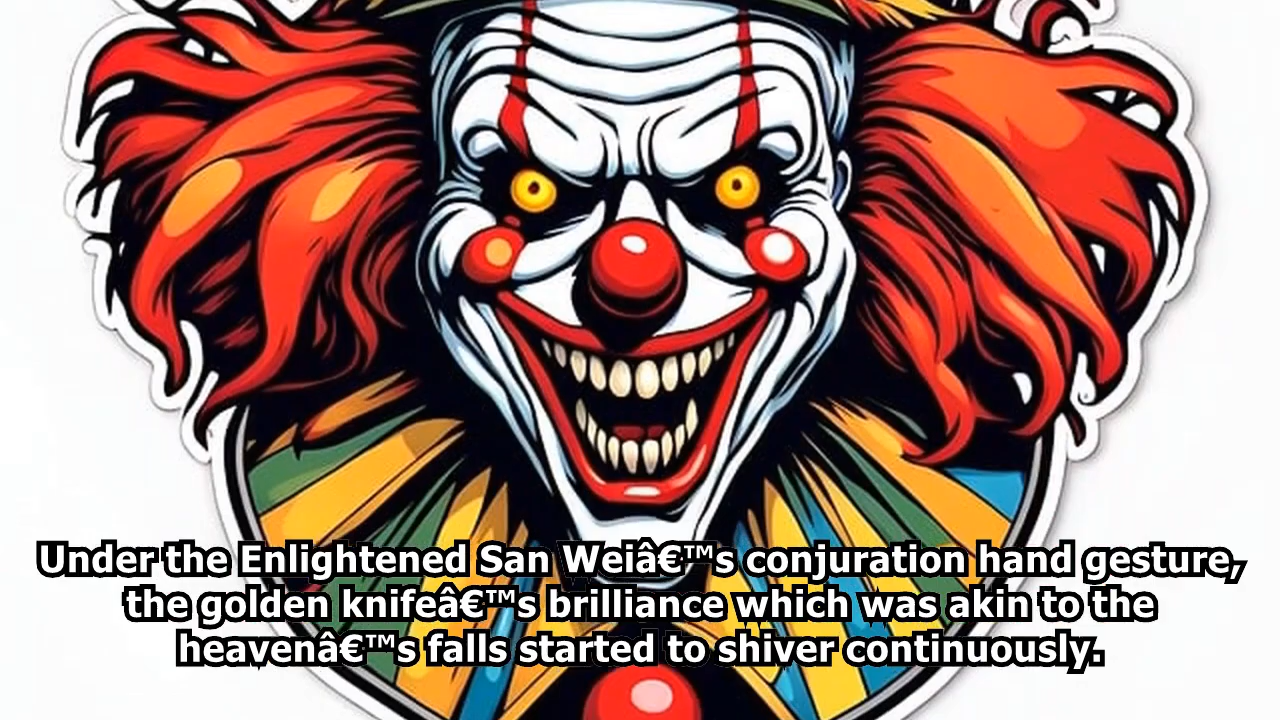 Under the Enlightened San Weiâ€™s conjuration hand gesture,
the golden knifeâ€™s brilliance which was akin to the
heavenâ€™s falls started to shiver continuously.